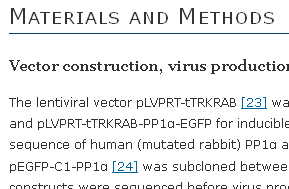 Materials and Methods
Vector construction, virus production
The lentiviral vector pLVPRT-tTRKRAB [23] wa
and pLVPRT-tTRKRAB-PP1α-EGFP for inducible
sequence of human (mutated rabbit) PP1α a
pEGFP-C1-PP1α [24] was subcloned betwee
constructs were sequenced before virus pro